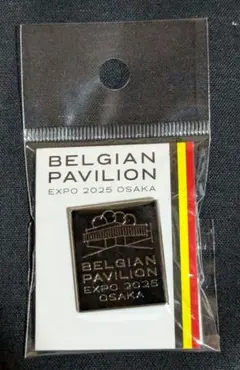 BELGIAN
PAVILION
EXPO 2025 OSAKA
BELGIAN
PAVILION
EXPO 2025
OSAKA